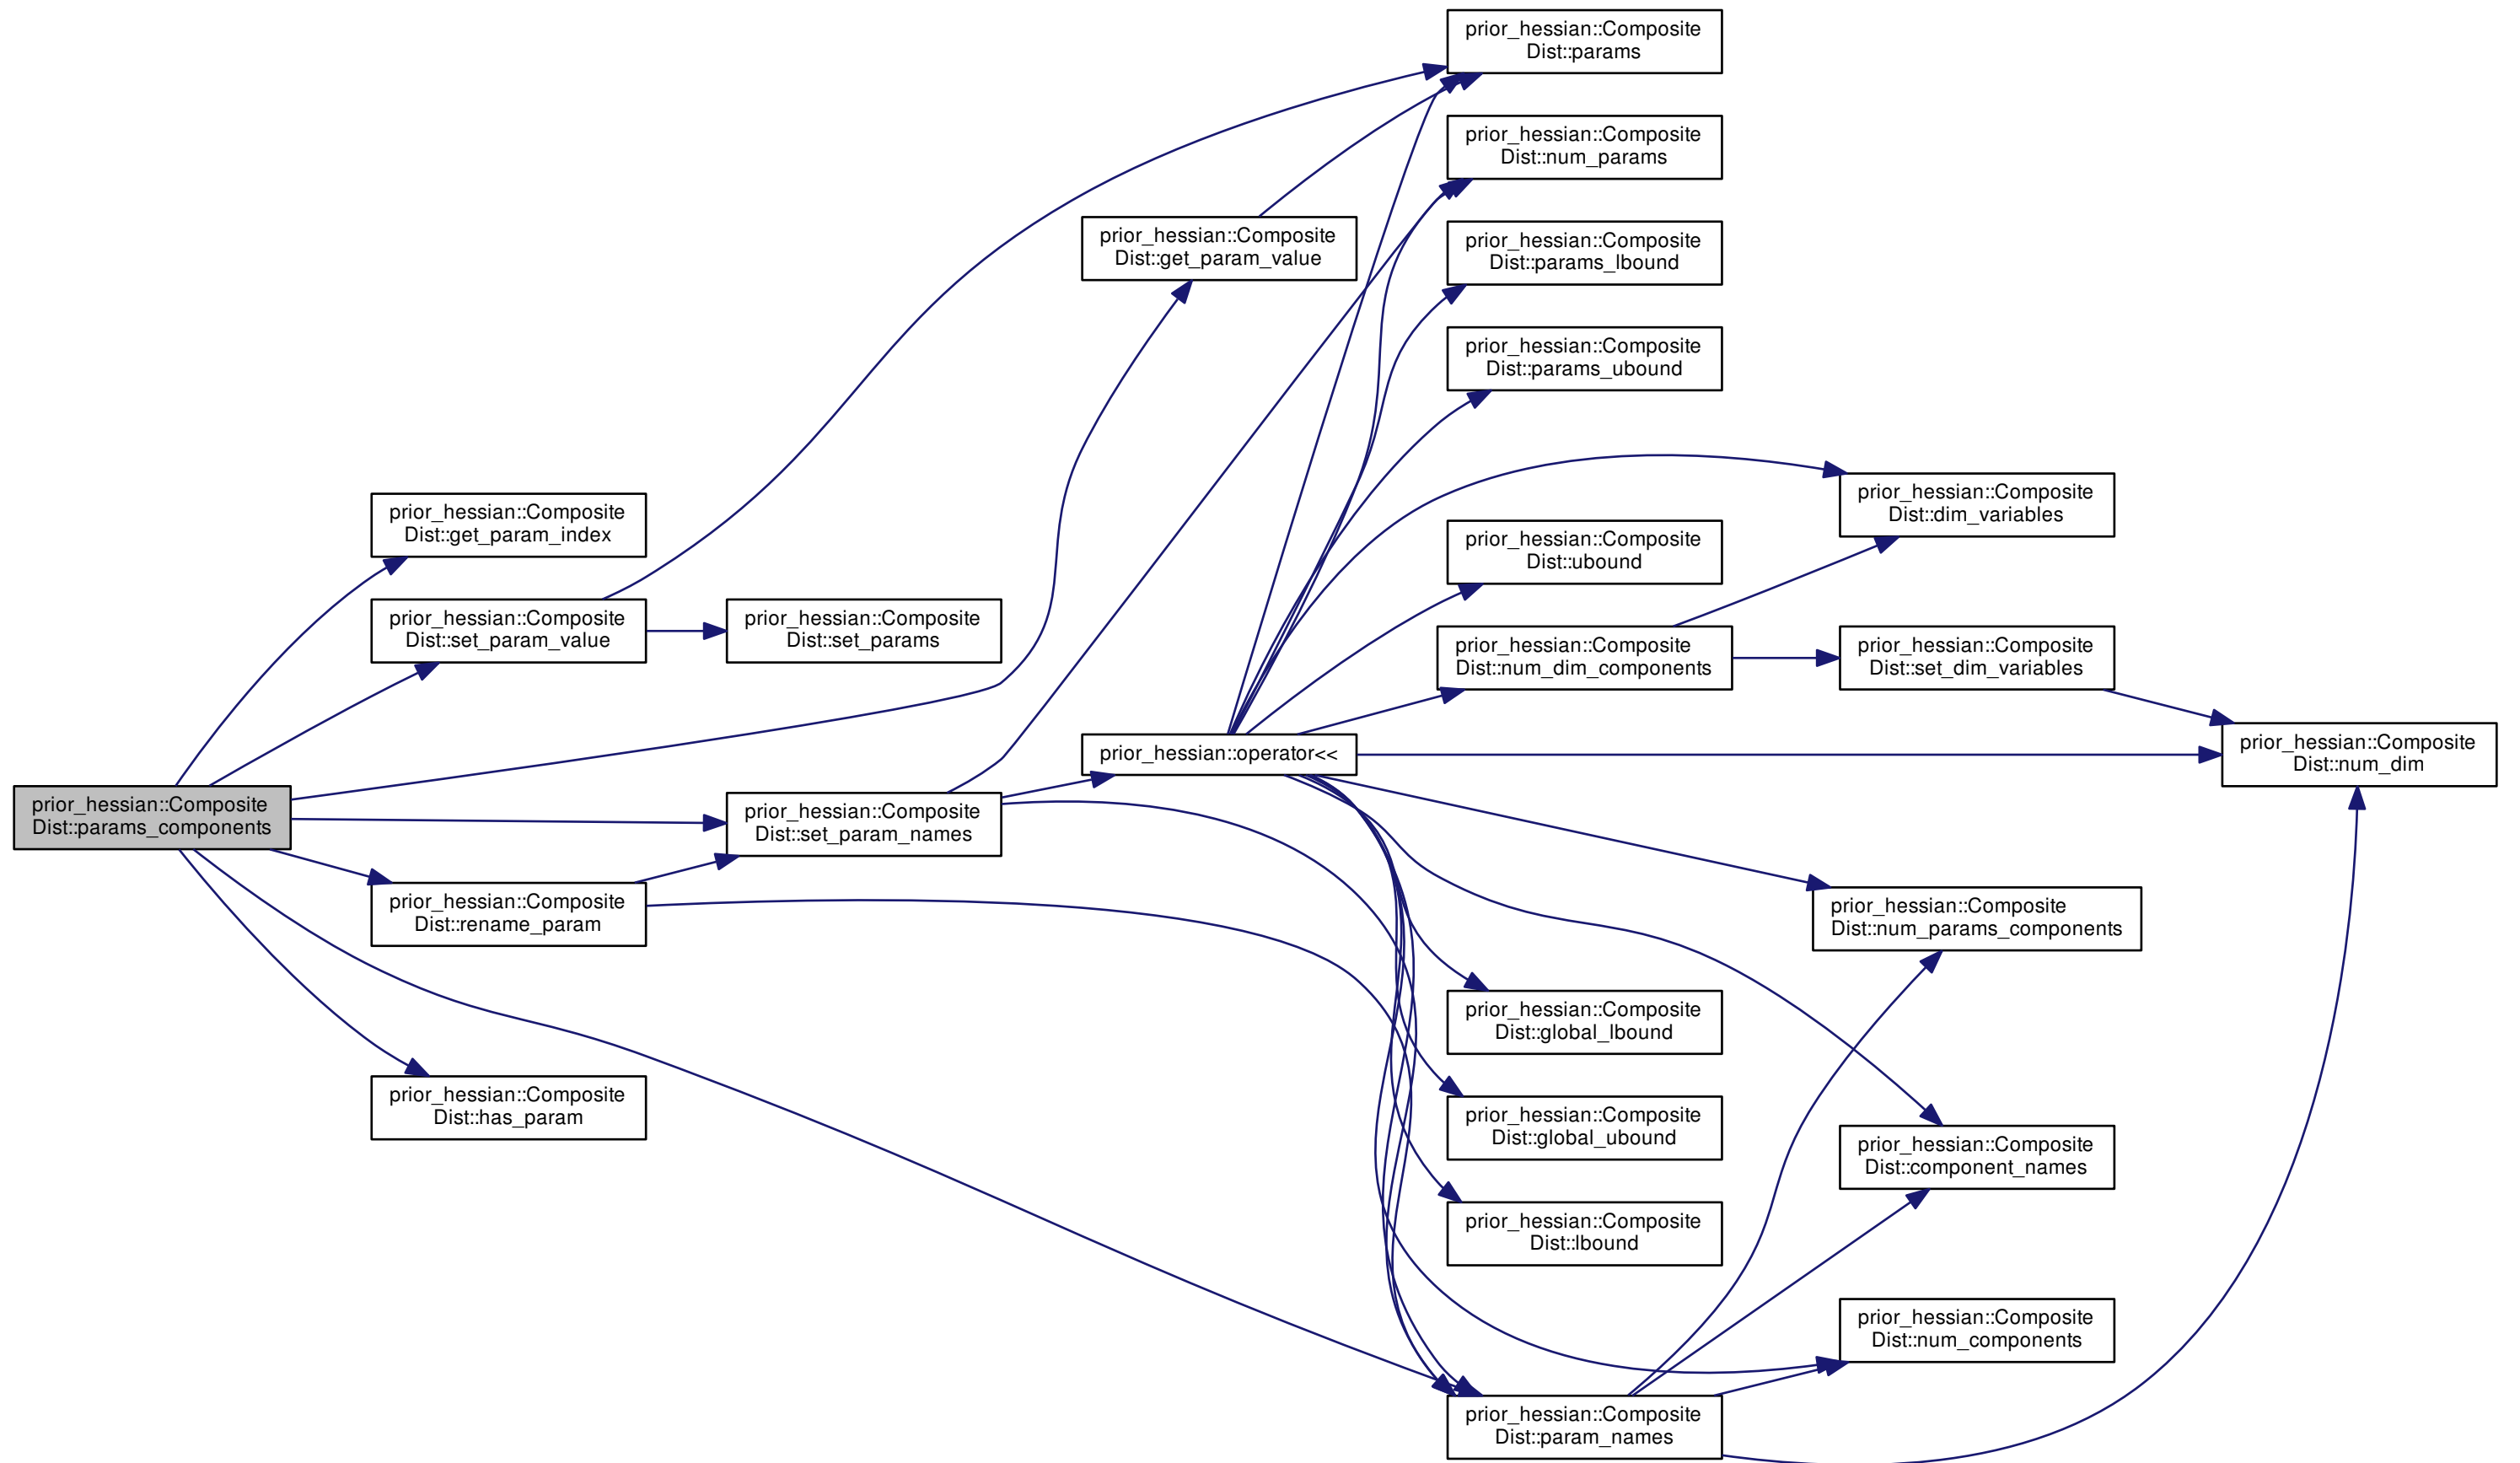 prior_hessian::Composite
Dist::params
prior_hessian::Composite
Dist::num_params
prior_hessian::Composite
Dist::get_param_value
prior_hessian::Composite
Dist::params_lbound
prior_hessian::Composite
Dist::params_ubound
prior_hessian::Composite
Dist::get_param_index
prior_hessian::Composite
Dist::dim_variables
prior_hessian::Composite
Dist::ubound
prior_hessian::Composite
Dist::set_param_value
prior_hessian::Composite
Dist::set_params
prior_hessian::Composite
Dist::num_dim_components
prior_hessian::Composite
Dist::set_dim_variables
prior_hessian::operator<<
prior_hessian::Composite
Dist::num_dim
prior_hessian::Composite
Dist::params_components
prior_hessian::Composite
Dist::set_param_names
prior_hessian::Composite
Dist::rename_param
prior_hessian::Composite
Dist::num_params_components
prior_hessian::Composite
Dist::global_lbound
prior_hessian::Composite
Dist::has_param
prior_hessian::Composite
Dist::global_ubound
prior_hessian::Composite
Dist::component_names
prior_hessian::Composite
Dist::lbound
prior_hessian::Composite
Dist::num_components
prior_hessian::Composite
Dist::param_names